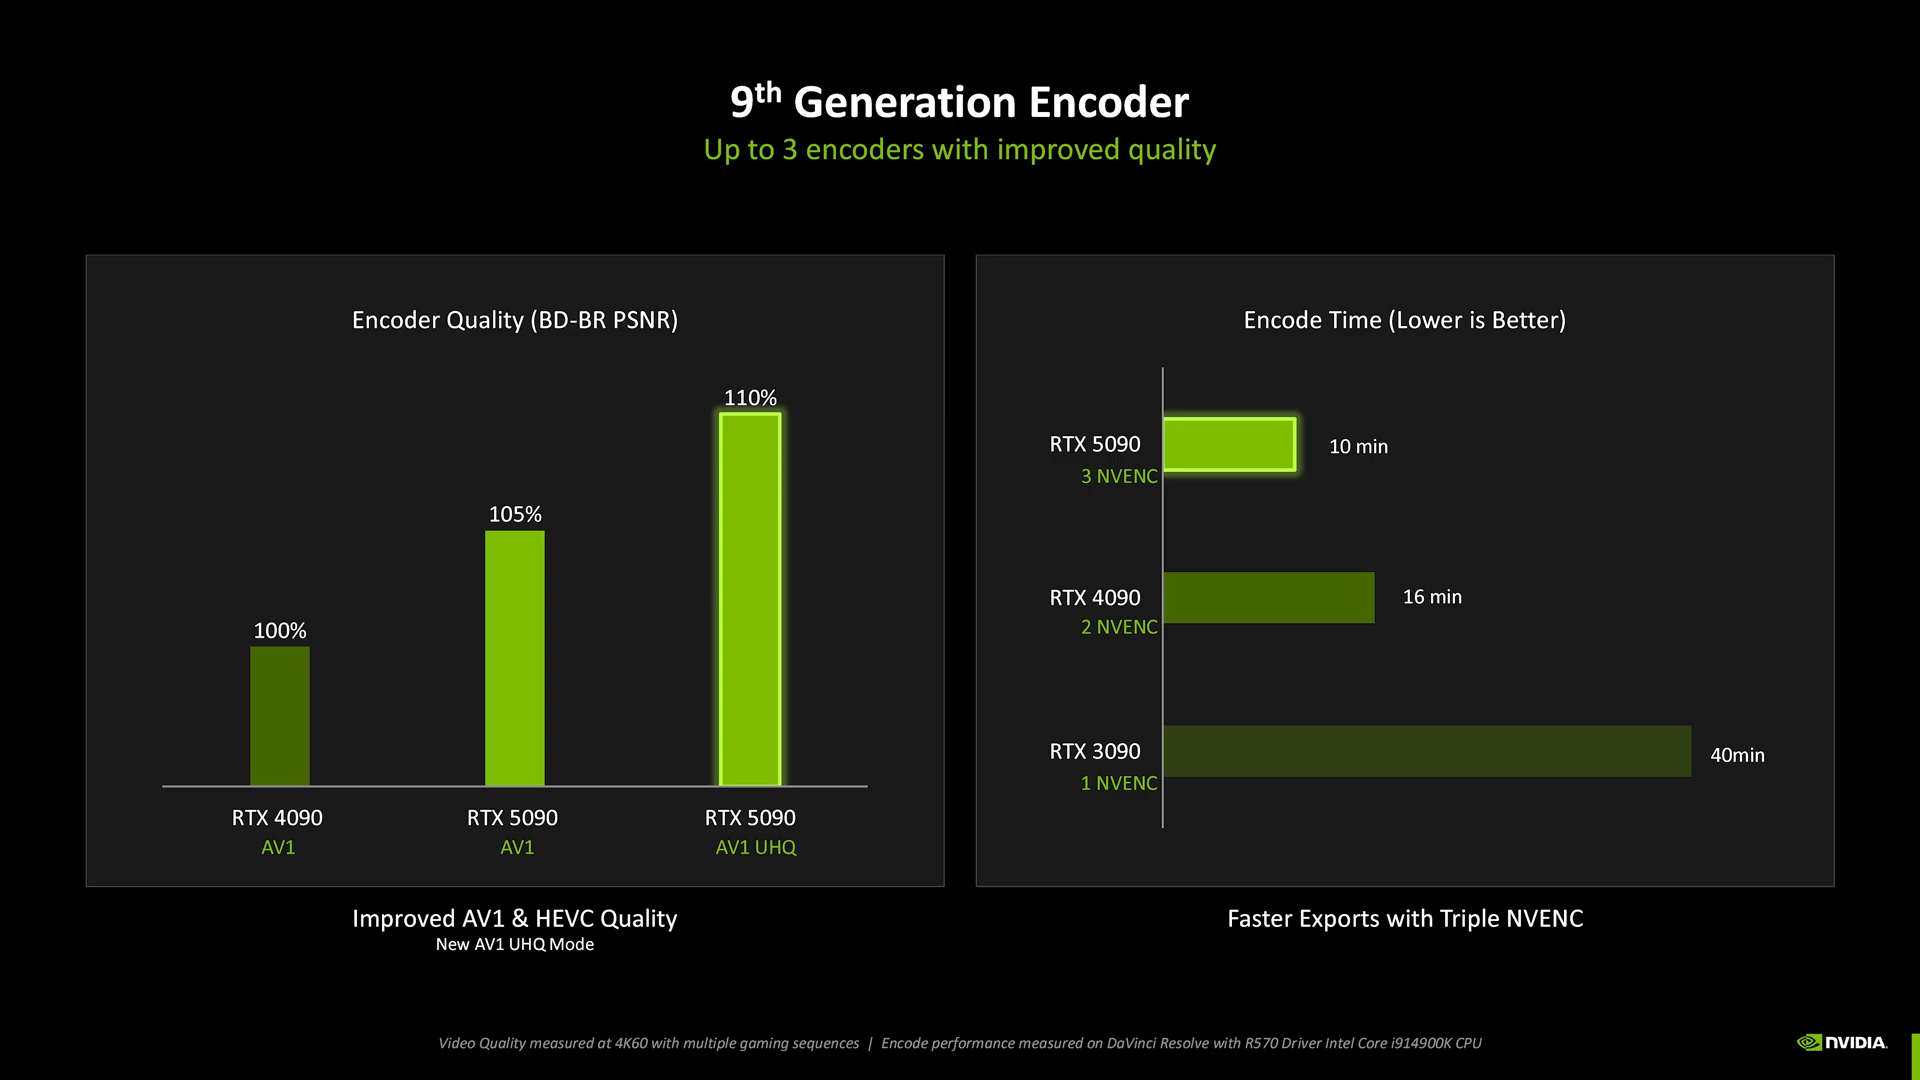 9th Generation Encoder
Up to 3 encoders with improved quality
Encoder Quality (BD-BR PSNR)
110%
105%
100%
RTX 4090
RTX 5090
RTX 5090
AV1
AV1
AV1 UHQ
Improved AV1 & HEVC Quality
New AV1 UHQ Mode
Encode Time (Lower is Better)
RTX 5090
10 min
3 NVENC
RTX 4090
16 min
2 NVENC
RTX 3090
40min
1 NVENC
Faster Exports with Triple NVENC
Video Quality measured at 4K60 with multiple gaming sequences | Encode performance measured on DaVinci Resolve with R570 Driver Intel Core i914900K CPU
NVIDIA.